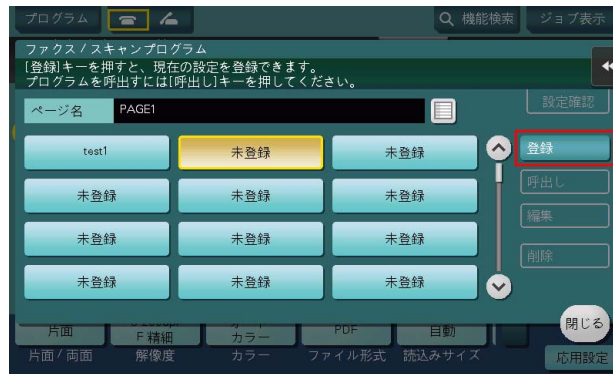 プログラム
機能検索
ジョブ表示
ファクス/スキャンプログラム
[登録]キーを押すと、現在の設定を登録できます。
プログラムを呼出すには[呼出し]キーを押してください。
設定確認
ページ名 PAGE1
test1 未登録 未登録
登録
未登録 未登録 未登録
呼出し
編集
未登録 未登録 未登録
削除
未登録 未登録 未登録
閉じる
片面 F 精細 カラー PDF 自動
片面/両面 解像度 カラー ファイル形式 読込みサイズ
応用設定